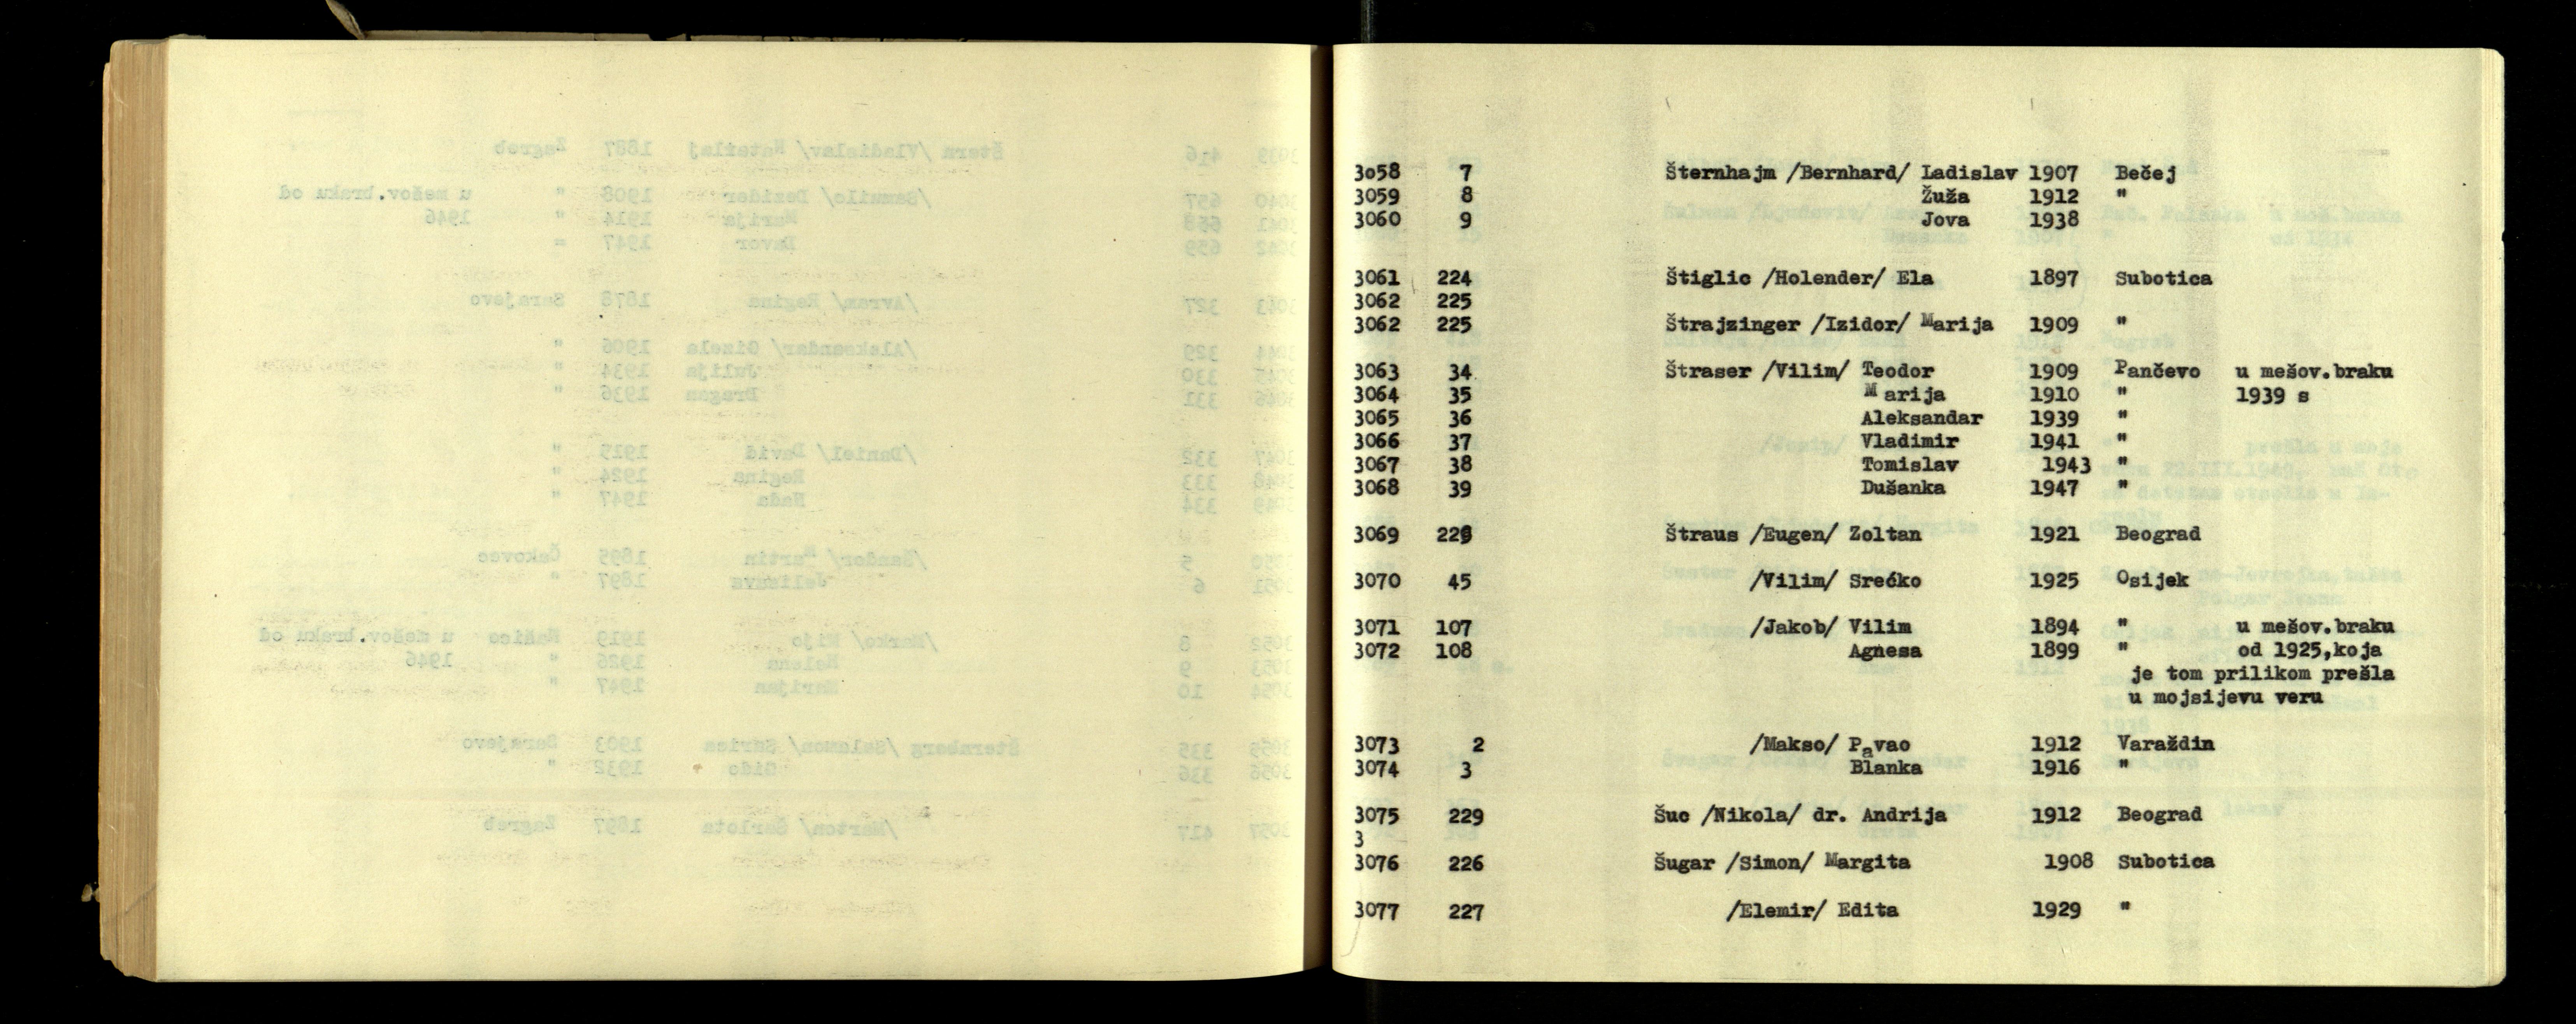 3058 7 Šternhajm /Bernhard/ Ladislav 1907 Bečej
3059 8 Žuža 1912 "
3060 9 Jova 1938
3061 224 Štiglic /Holender/ Ela 1897 Subotica
3062 225
3062 225 Štrajzinger /Izidor/ Marija 1909 "
3063 34 Štraser /Vilim/ Teodor 1909 Pančevo u mešov.braku
3064 35 Marija 1910 " 1939 s
3065 36 Aleksandar 1939 "
3066 37 Vladimir 1941 "
3067 38 Tomislav 1943 "
3068 39 Dušanka 1947 "
3069 Štraus /Eugen/ Zoltan 1921 Beograd
3070 45 /Vilim/ Srećko 1925 Osijek
3071 107 /Jakob/ Vilim 1894 " u mešov.braku
3072 108 Agnesa 1899 " od 1925,koja
je tom prilikom prešla
u mojsijevu veru
3073 2 /Makso/ Pavao 1912 Varaždin
3074 3 Blanka 1916 "
3075 229 Šuc /Nikola/ dr. Andrija 1912 Beograd
3
3076 226 Šugar /Simon/ Margita 1908 Subotica
3077 227 /Elemir/ Edita 1929 "